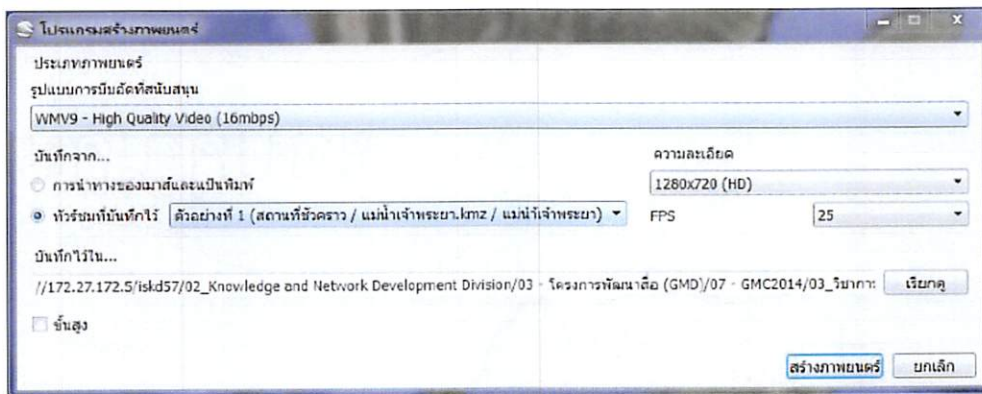 โปรแกรมสร้างภาพยนตร์
ประเภทภาพยนตร์
รูปแบบการบีบอัดที่สนับสนุน
WMV9 - High Quality Video (16mbps)
บันทึกจาก...
ความละเอียด
การนำทางของเมาส์และแป้นพิมพ์
1280x720 (HD)
ทัวร์ชมที่บันทึกไว้ ตัวอย่างที่ 1 (สถานที่ชั่วคราว / แม่น้ำเจ้าพระยา.kmz / แม่น้ำเจ้าพระยา) FPS 25
บันทึกไว้ใน...
//172.27.172.5/iskd57/02_Knowledge and Network Development Division/03 - โครงการพัฒนาสื่อ (GMD)/07 - GMC2014/03_วิชากา: เรียกดู
ขั้นสูง
สร้างภาพยนตร์ ยกเลิก